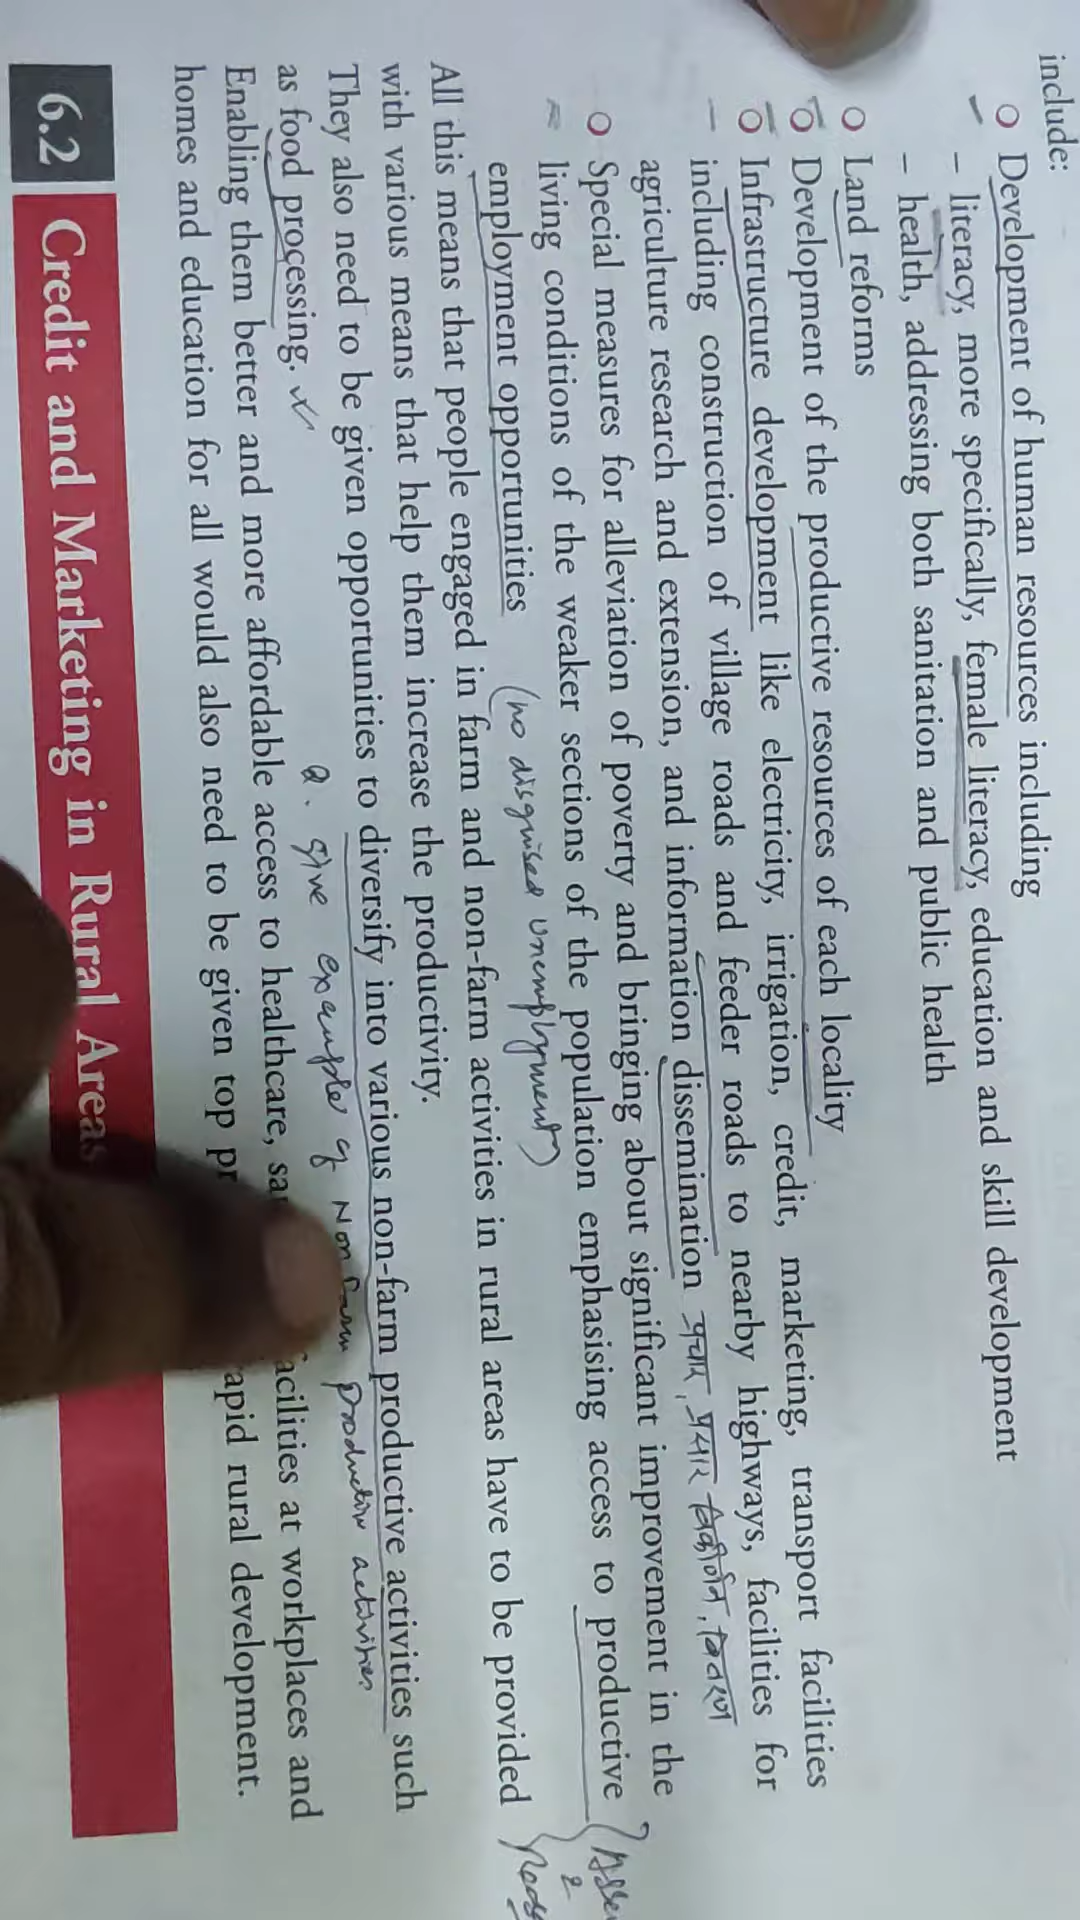 include:
○ Development of human resources including
– literacy, more specifically, female literacy, education and skill development
– health, addressing both sanitation and public health
○ Land reforms
○ Development of the productive resources of each locality
○ Infrastructure development like electricity, irrigation, credit, marketing, transport facilities
including construction of village roads and feeder roads to nearby highways, facilities for
agriculture research and extension, and information dissemination प्रचार, प्रसार विकीर्णन, वितरण
○ Special measures for alleviation of poverty and bringing about significant improvement in the
living conditions of the weaker sections of the population emphasising access to productive
employment opportunities (no disguised unemployment)
All this means that people engaged in farm and non-farm activities in rural areas have to be provided
with various means that help them increase the productivity.
They also need to be given opportunities to diversify into various non-farm productive activities such
as food processing. Q. give example of Non farm productive activities
Enabling them better and more affordable access to healthcare, facilities at workplaces and
homes and education for all would also need to be given top rapid rural development.
6.2 Credit and Marketing in Rural Areas